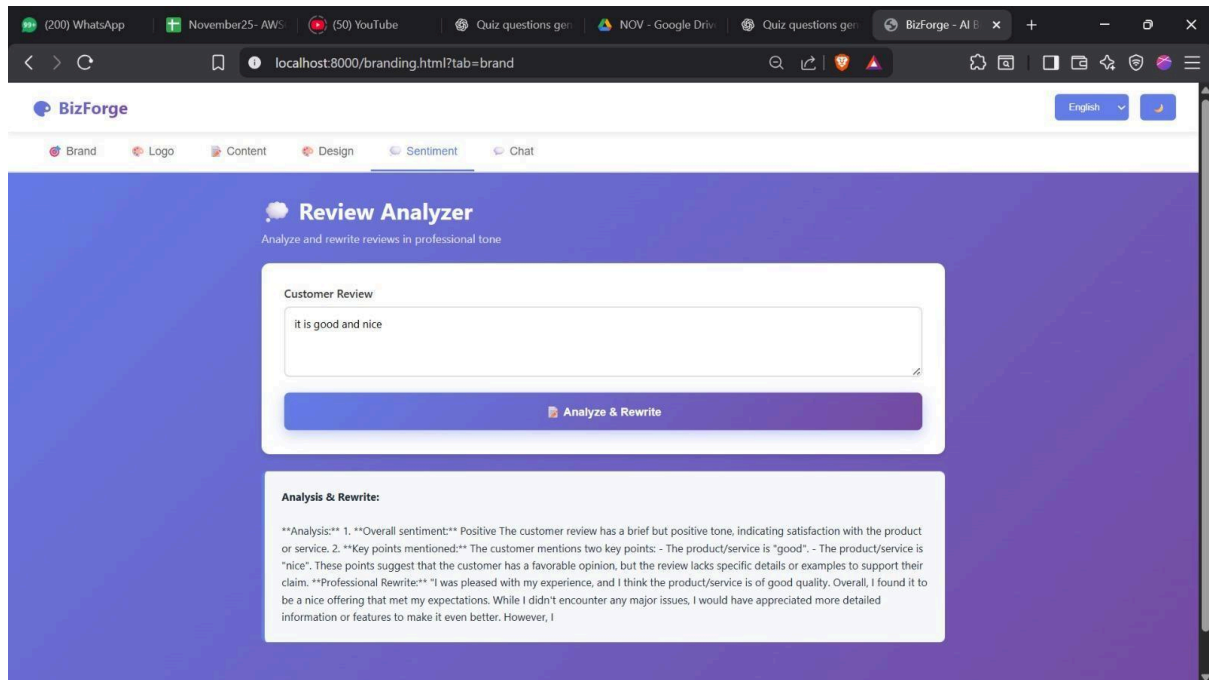 99+ (200) WhatsApp November25- AWS (50) YouTube Quiz questions gen NOV - Google Drive Quiz questions gen BizForge - AI B
localhost:8000/branding.html?tab=brand
BizForge English
Brand Logo Content Design Sentiment Chat
Review Analyzer
Analyze and rewrite reviews in professional tone
Customer Review
it is good and nice
Analyze & Rewrite
Analysis & Rewrite:
**Analysis:** 1. **Overall sentiment:** Positive The customer review has a brief but positive tone, indicating satisfaction with the product
or service. 2. **Key points mentioned:** The customer mentions two key points: - The product/service is "good". - The product/service is
"nice". These points suggest that the customer has a favorable opinion, but the review lacks specific details or examples to support their
claim. **Professional Rewrite:** "I was pleased with my experience, and I think the product/service is of good quality. Overall, I found it to
be a nice offering that met my expectations. While I didn't encounter any major issues, I would have appreciated more detailed
information or features to make it even better. However, I